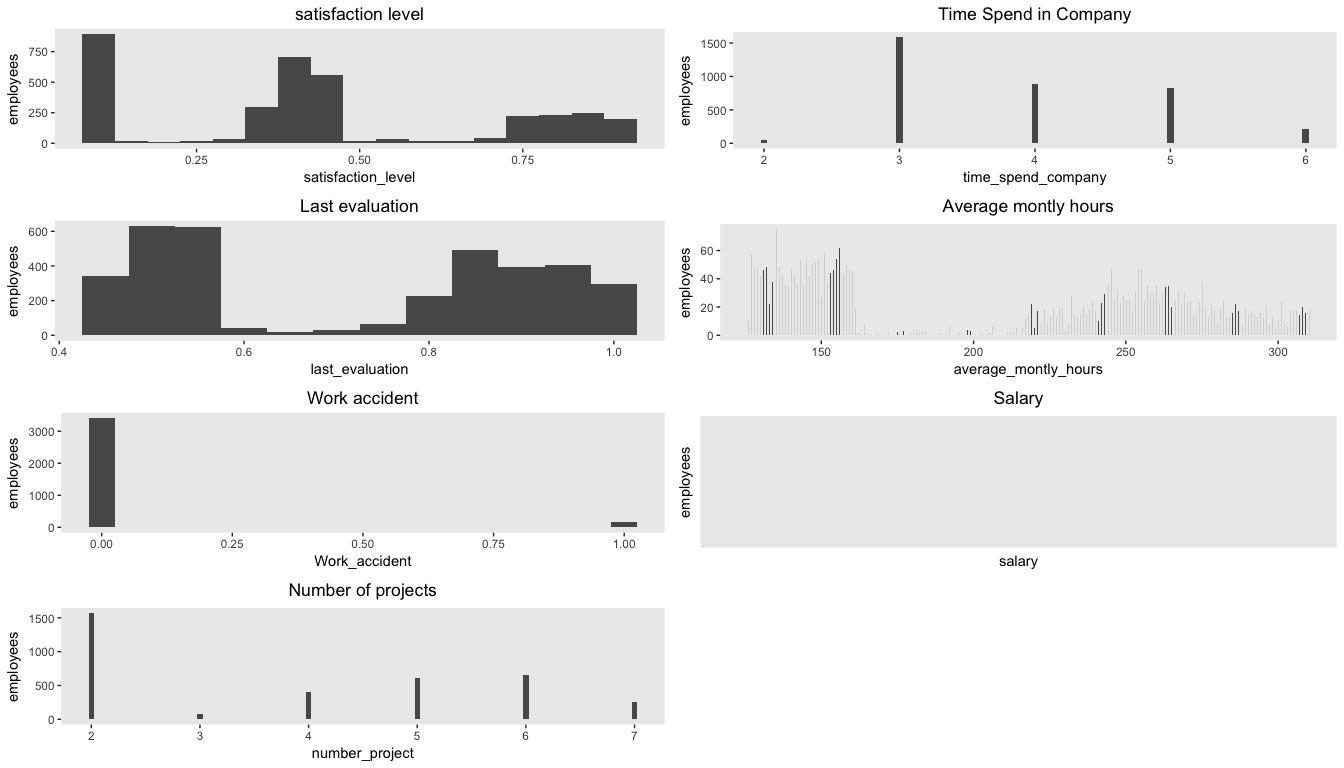 satisfaction level
employees
750
500
250
0
0.25 0.50 0.75
satisfaction_level
Time Spend in Company
employees
1500
1000
500
0
2 3 4 5 6
time_spend_company
Last evaluation
employees
600
400
200
0
0.4 0.6 0.8 1.0
last_evaluation
Average montly hours
employees
60
40
20
0
150 200 250 300
average_montly_hours
Work accident
employees
3000
2000
1000
0
0.00 0.25 0.50 0.75 1.00
Work_accident
Salary
employees
salary
Number of projects
employees
1500
1000
500
0
2 3 4 5 6 7
number_project